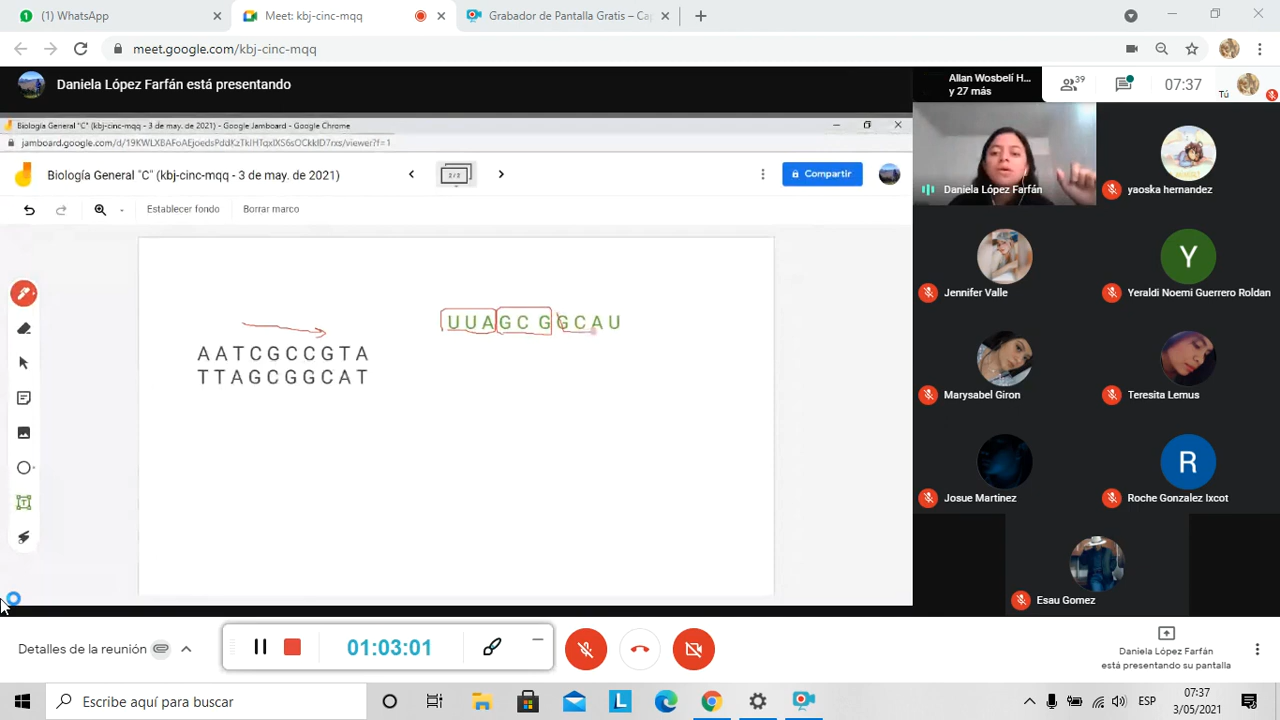 (1) WhatsApp
Meet: kbj-cinc-mqq
Grabador de Pantalla Gratis – Ca
meet.google.com/kbj-cinc-mqq
Daniela López Farfán está presentando
Allan Wosbelí H...
y 27 más
39
07:37
Tú
Biología General "C" (kbj-cinc-mqq - 3 de may. de 2021) - Google Jamboard - Google Chrome
Biología General "C" (kbj-cinc-mqq - 3 de may. de 2021)
2/2
Compartir
Establecer fondo
Borrar marco
UUAGCGGCAU
AATCGCCGTA
TTAGCGGCAT
Daniela López Farfán
yaoska hernandez
Jennifer Valle
Y
Yeraldi Noemi Guerrero Roldan
Marysabel Giron
Teresita Lemus
Josue Martinez
R
Roche Gonzalez Ixcot
Esau Gomez
Detalles de la reunión
01:03:01
Daniela López Farfán
está presentando su pantalla
Escribe aquí para buscar
L
ESP
07:37
3/05/2021